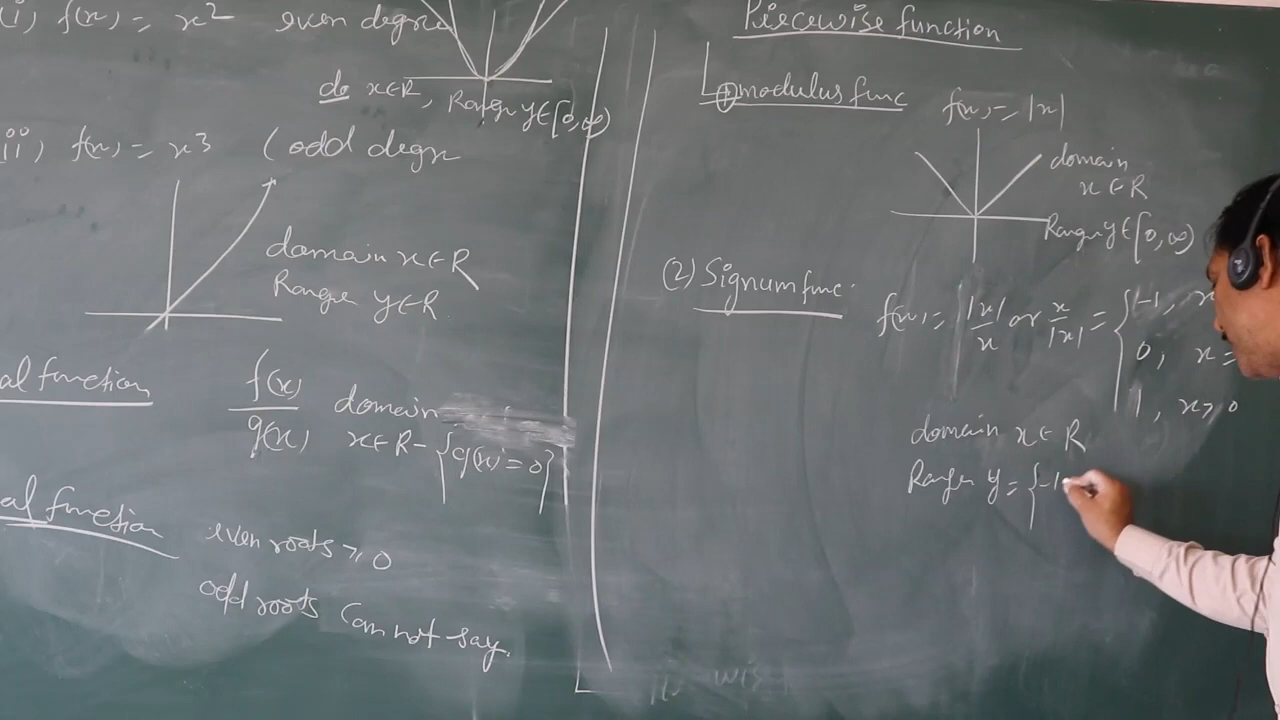 (i) f(x) = x² even degree
do x∈R, Range y∈[0,∞)
(ii) f(x) = x³ (odd degr
domain x∈R
Range y∈R
al function f(x)/g(x) domain
x∈R-{g(x)=0}
al function even roots ≥ 0
odd roots Can not say.
Piecewise function
① modulus func
f(x) = |x|
domain
x∈R
Range y∈[0,∞)
(2) Signum func.
f(x) = |x|/x or x/|x| = { -1, x
0, x =
1, x > 0
domain x∈R
Range y = {-1